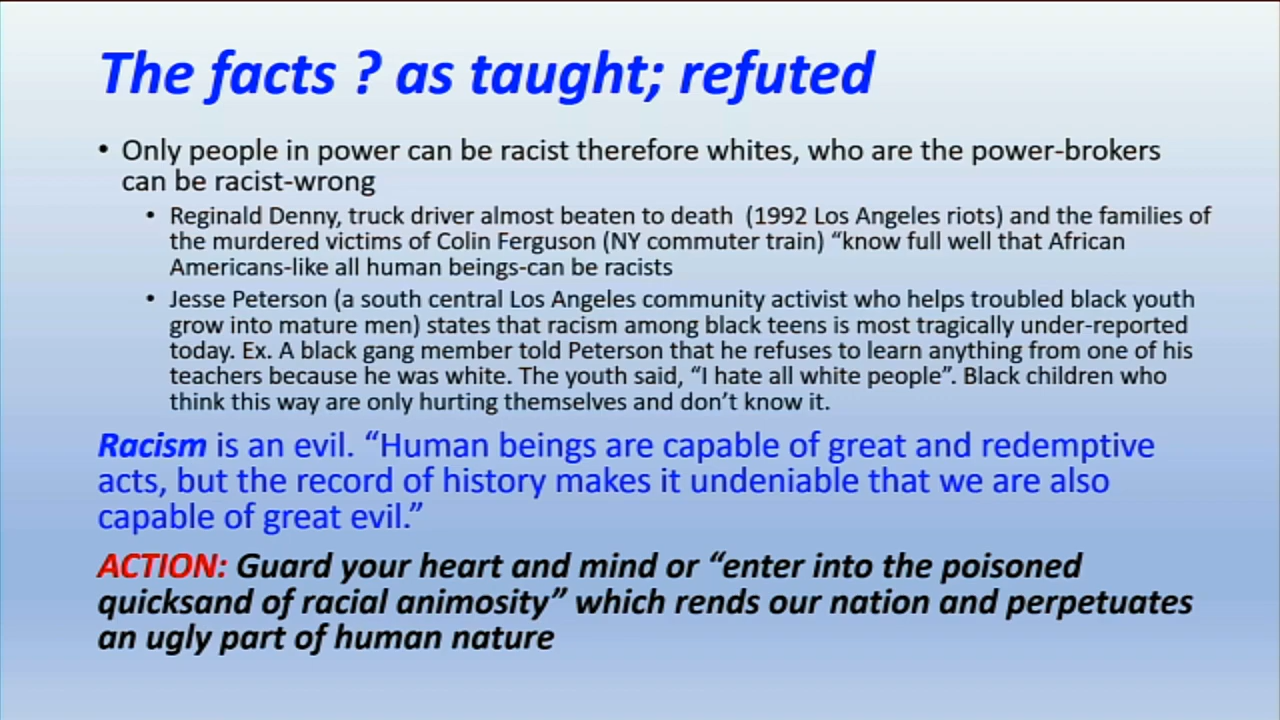 The facts ? as taught; refuted
• Only people in power can be racist therefore whites, who are the power-brokers
can be racist-wrong
• Reginald Denny, truck driver almost beaten to death (1992 Los Angeles riots) and the families of
the murdered victims of Colin Ferguson (NY commuter train) “know full well that African
Americans-like all human beings-can be racists
• Jesse Peterson (a south central Los Angeles community activist who helps troubled black youth
grow into mature men) states that racism among black teens is most tragically under-reported
today. Ex. A black gang member told Peterson that he refuses to learn anything from one of his
teachers because he was white. The youth said, “I hate all white people”. Black children who
think this way are only hurting themselves and don’t know it.
Racism is an evil. “Human beings are capable of great and redemptive
acts, but the record of history makes it undeniable that we are also
capable of great evil.”
ACTION: Guard your heart and mind or “enter into the poisoned
quicksand of racial animosity” which rends our nation and perpetuates
an ugly part of human nature